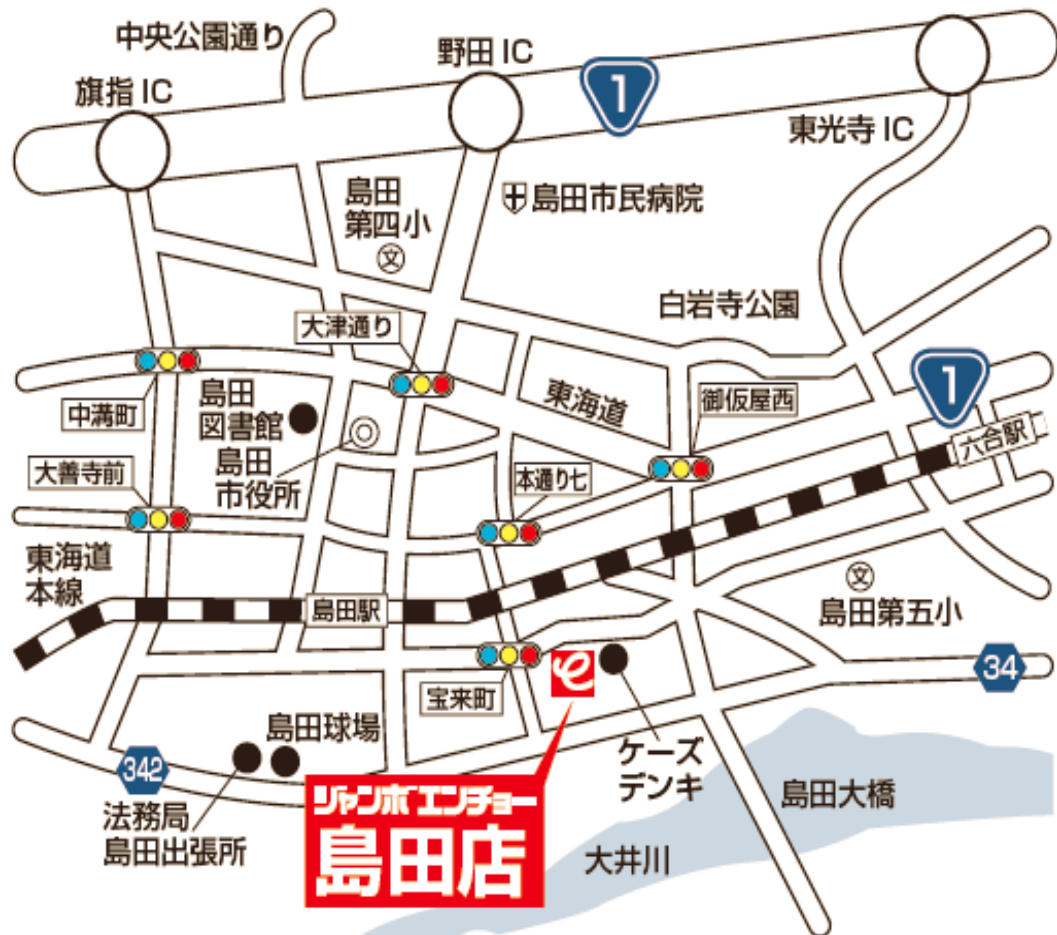 中央公園通り
野田IC
旗指IC
1
東光寺IC
島田
第四小
文
島田市民病院
白岩寺公園
大津通り
東海道
御仮屋西
1
六合駅
中溝町
島田
図書館
島田
市役所
大善寺前
本通り七
東海道
本線
島田駅
文
島田第五小
34
宝来町
e
ケーズ
デンキ
島田球場
342
法務局
島田出張所
ジャンボエンチョー
島田店
大井川
島田大橋